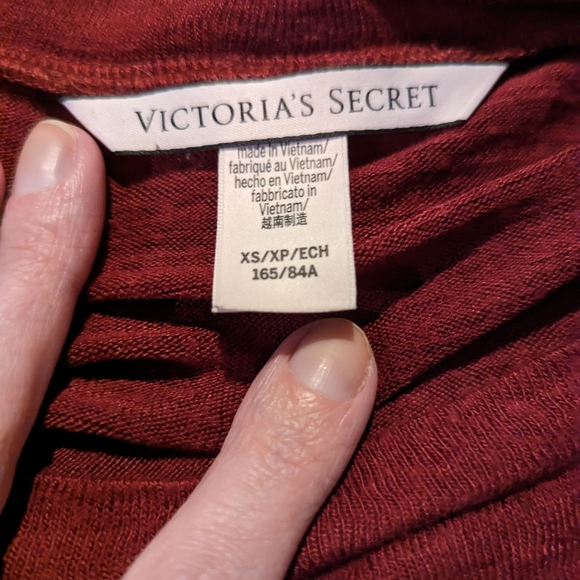 VICTORIA'S SECRET
made in Vietnam/
fabriqué au Vietnam/
hecho en Vietnam/
fabbricato in
Vietnam/
越南制造
XS/XP/ECH
165/84A